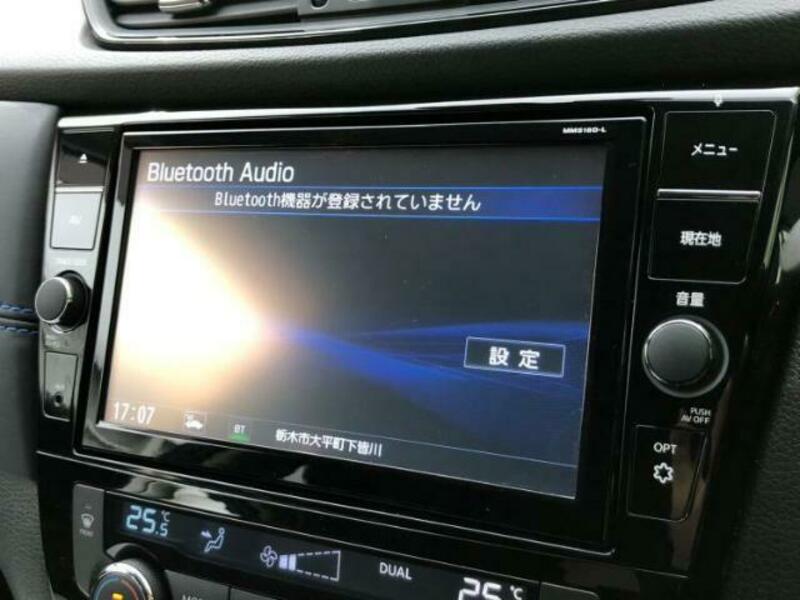 MM518D-L
Bluetooth Audio
Bluetooth機器が登録されていません
メニュー
現在地
AV
音量
設定
PUSH
AV OFF
17:07
BT
栃木市大平町下皆川
OPT
25.5℃
DUAL
25℃